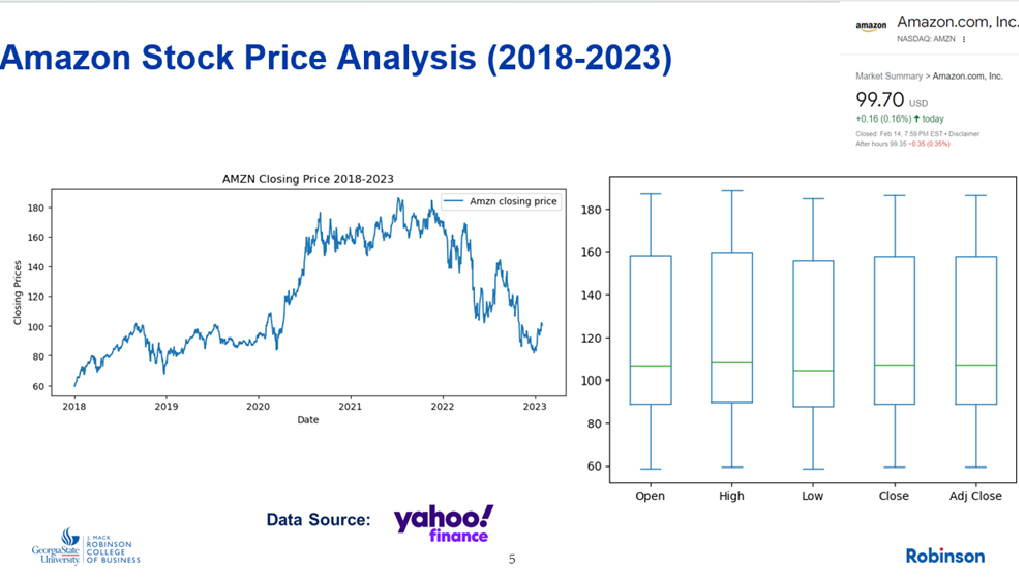 amazon
Amazon.com, Inc.
NASDAQ: AMZN
Amazon Stock Price Analysis (2018-2023)
Market Summary > Amazon.com, Inc.
99.70 USD
+0.16 (0.16%) ↑ today
Closed: Feb 14, 7:59 PM EST • Disclaimer
After hours 99.35 −0.35 (0.35%)
AMZN Closing Price 2018-2023
Amzn closing price
Closing Prices
180
160
140
120
100
80
60
2018 2019 2020 2021 2022 2023
Date
180
160
140
120
100
80
60
Open High Low Close Adj Close
Data Source:
yahoo!
finance
GeorgiaState
University
J. MACK
ROBINSON
COLLEGE
OF BUSINESS
5
Robinson